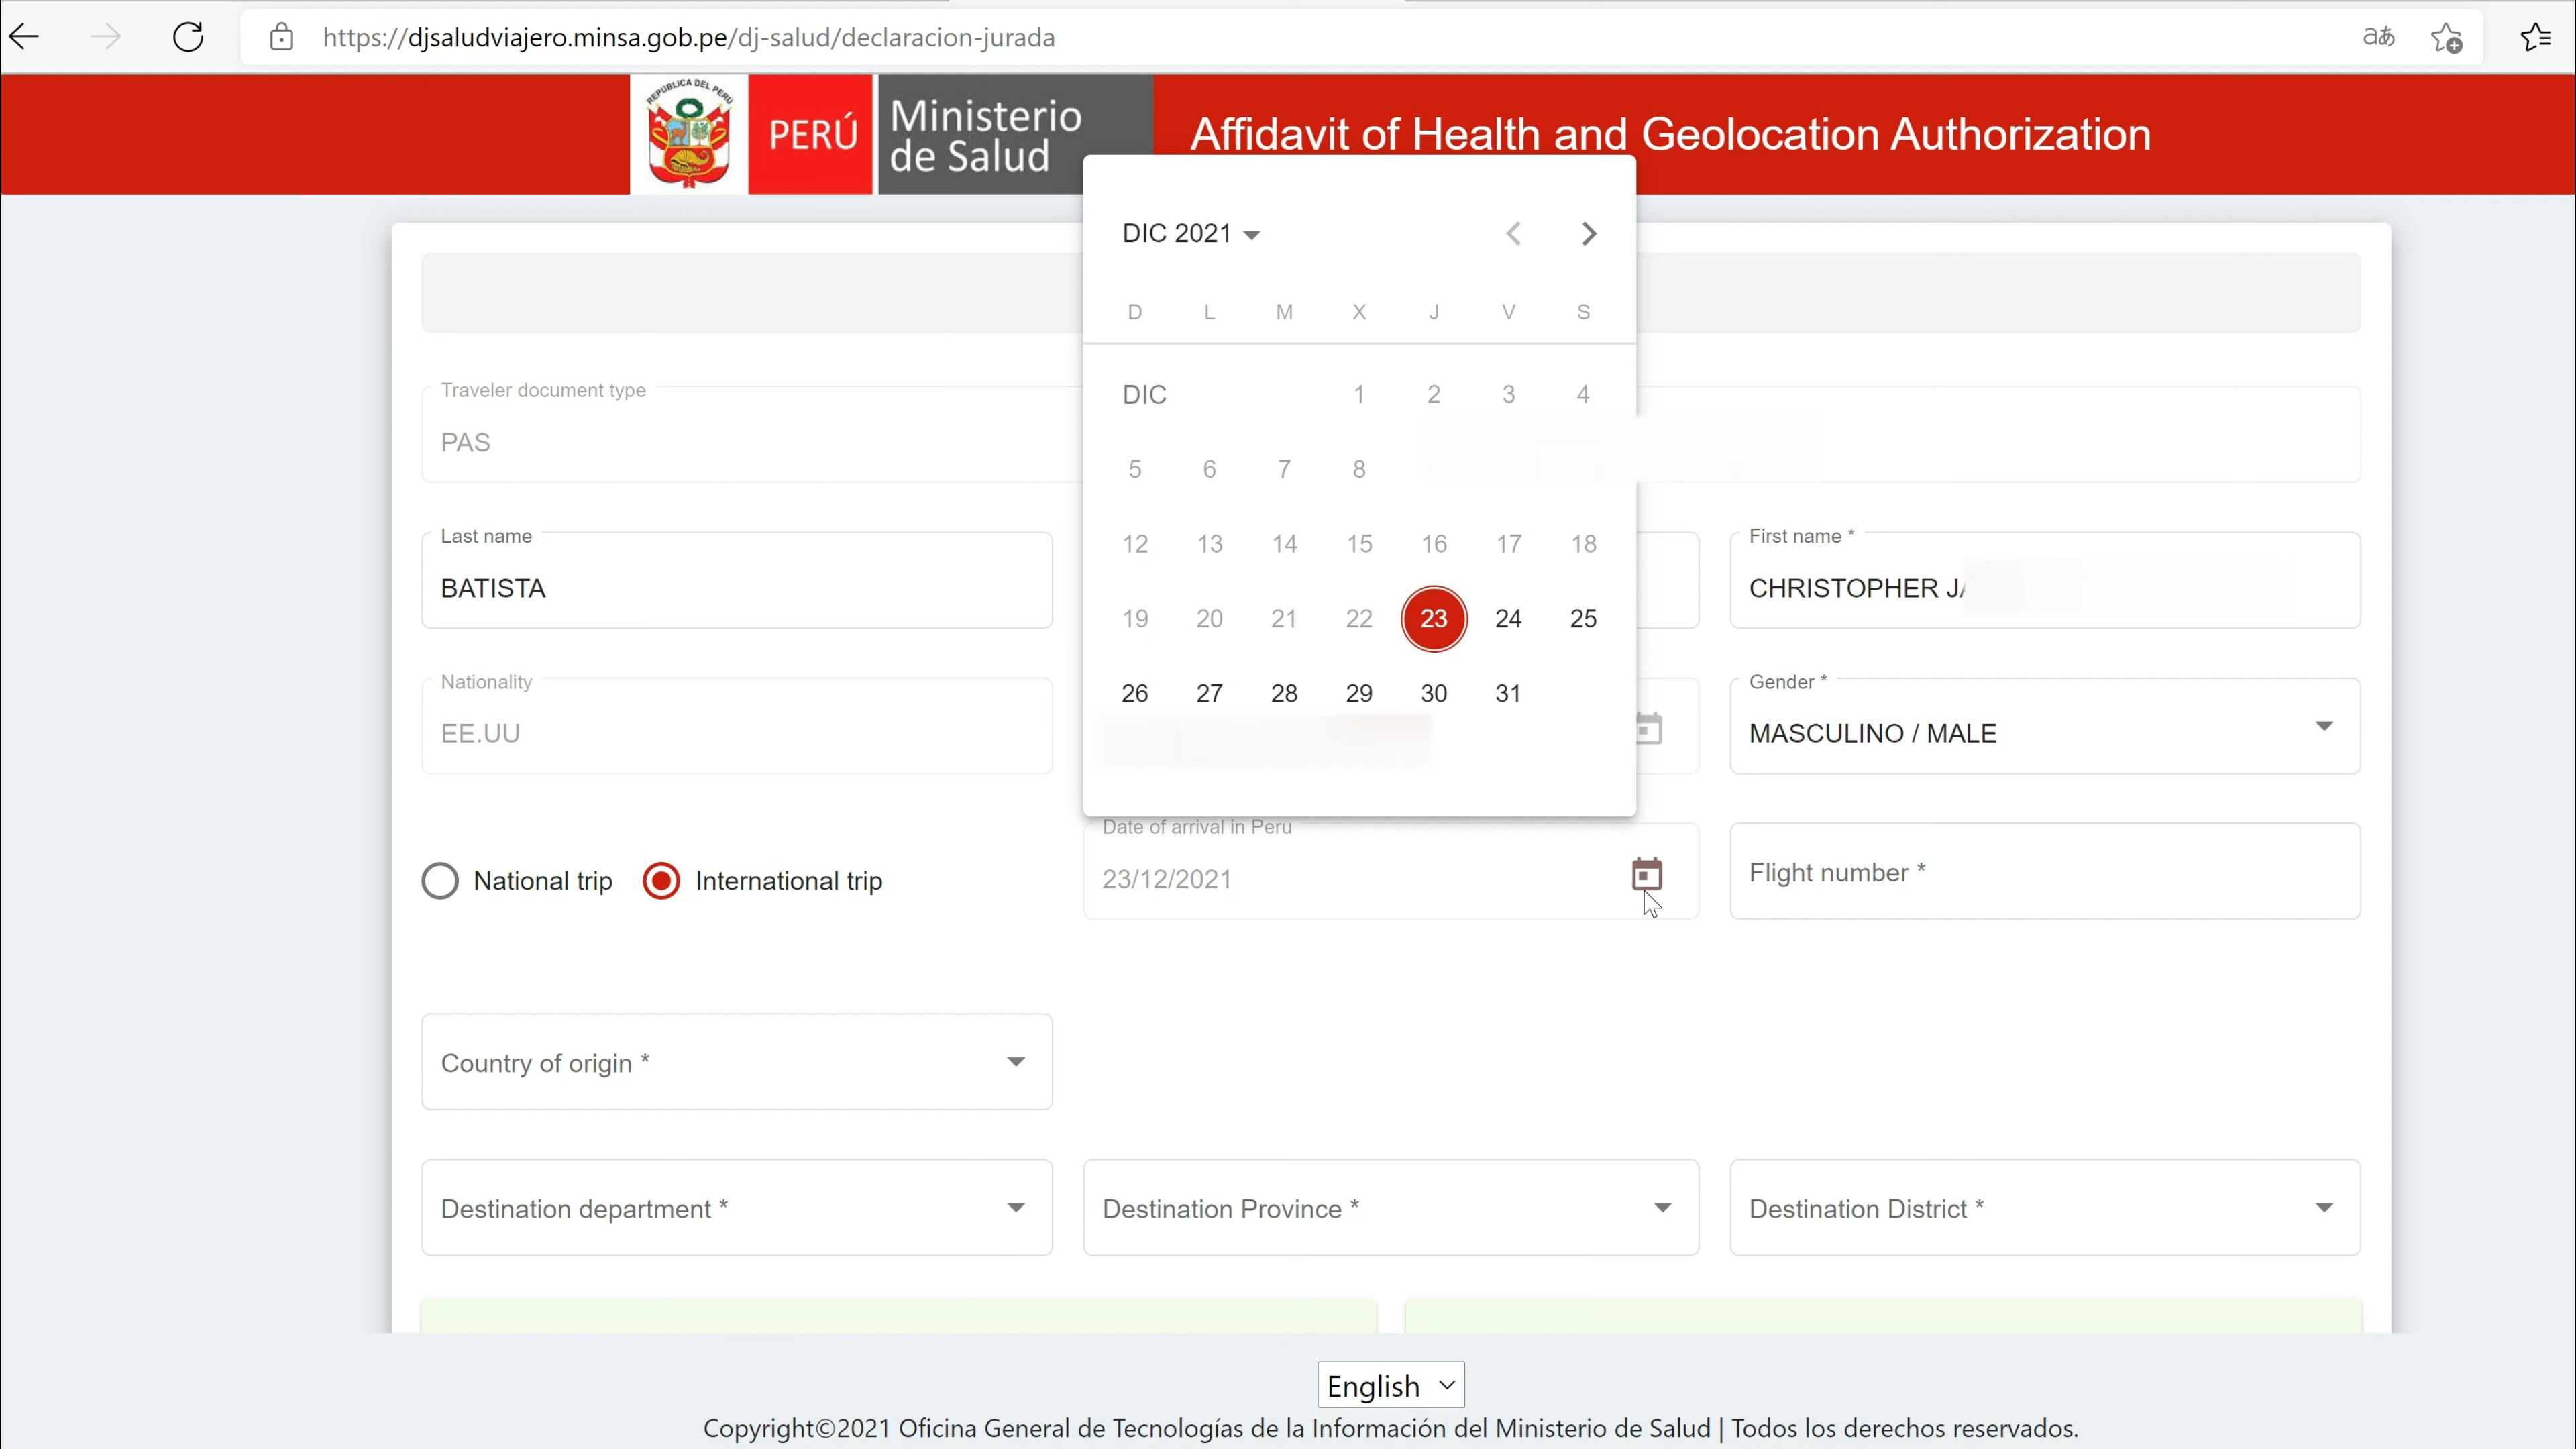 https://djsaludviajero.minsa.gob.pe/dj-salud/declaracion-jurada
REPÚBLICA DEL PERÚ
PERÚ
Ministerio
de Salud
Affidavit of Health and Geolocation Authorization
DIC 2021
D L M X J V S
DIC 1 2 3 4
5 6 7 8
12 13 14 15 16 17 18
19 20 21 22 23 24 25
26 27 28 29 30 31
Traveler document type
PAS
Last name
BATISTA
First name *
CHRISTOPHER
Nationality
EE.UU
Gender *
MASCULINO / MALE
National trip
International trip
Date of arrival in Peru
23/12/2021
Flight number *
Country of origin *
Destination department *
Destination Province *
Destination District *
English
Copyright©2021 Oficina General de Tecnologías de la Información del Ministerio de Salud | Todos los derechos reservados.